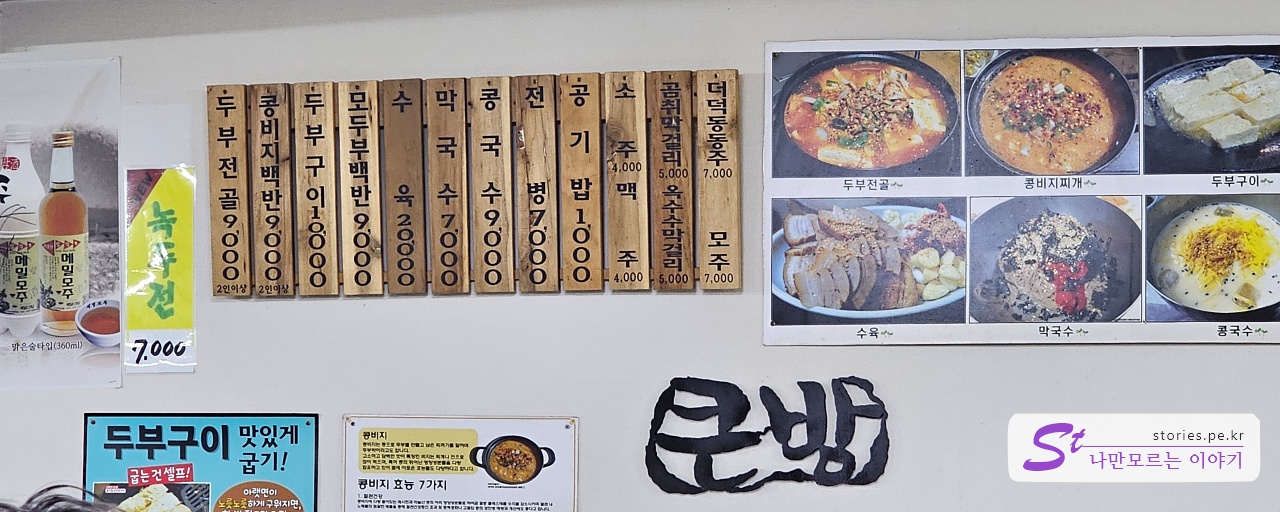 메밀모주
메밀모주
맑은술타입(360ml)
녹두전
7.000
두부전골 9,000
2인이상
콩비지백반 9,000
2인이상
두부구이 10,000
모두부백반 9,000
수육 20,000
막국수 7,000
콩국수 9,000
전병 7,000
공기밥 1,000
소주
4,000
맥주
4,000
곰취막걸리
5,000
옥수수막걸리
5,000
더덕동동주
7,000
모주
7,000
두부전골
콩비지찌개
두부구이
수육
막국수
콩국수
두부구이 맛있게
굽기!
굽는건 셀프!
아랫면이
노릇노릇하게 구워지면,
콩비지
콩비지 효능 7가지
큰방
St
stories.pe.kr
나만모르는 이야기